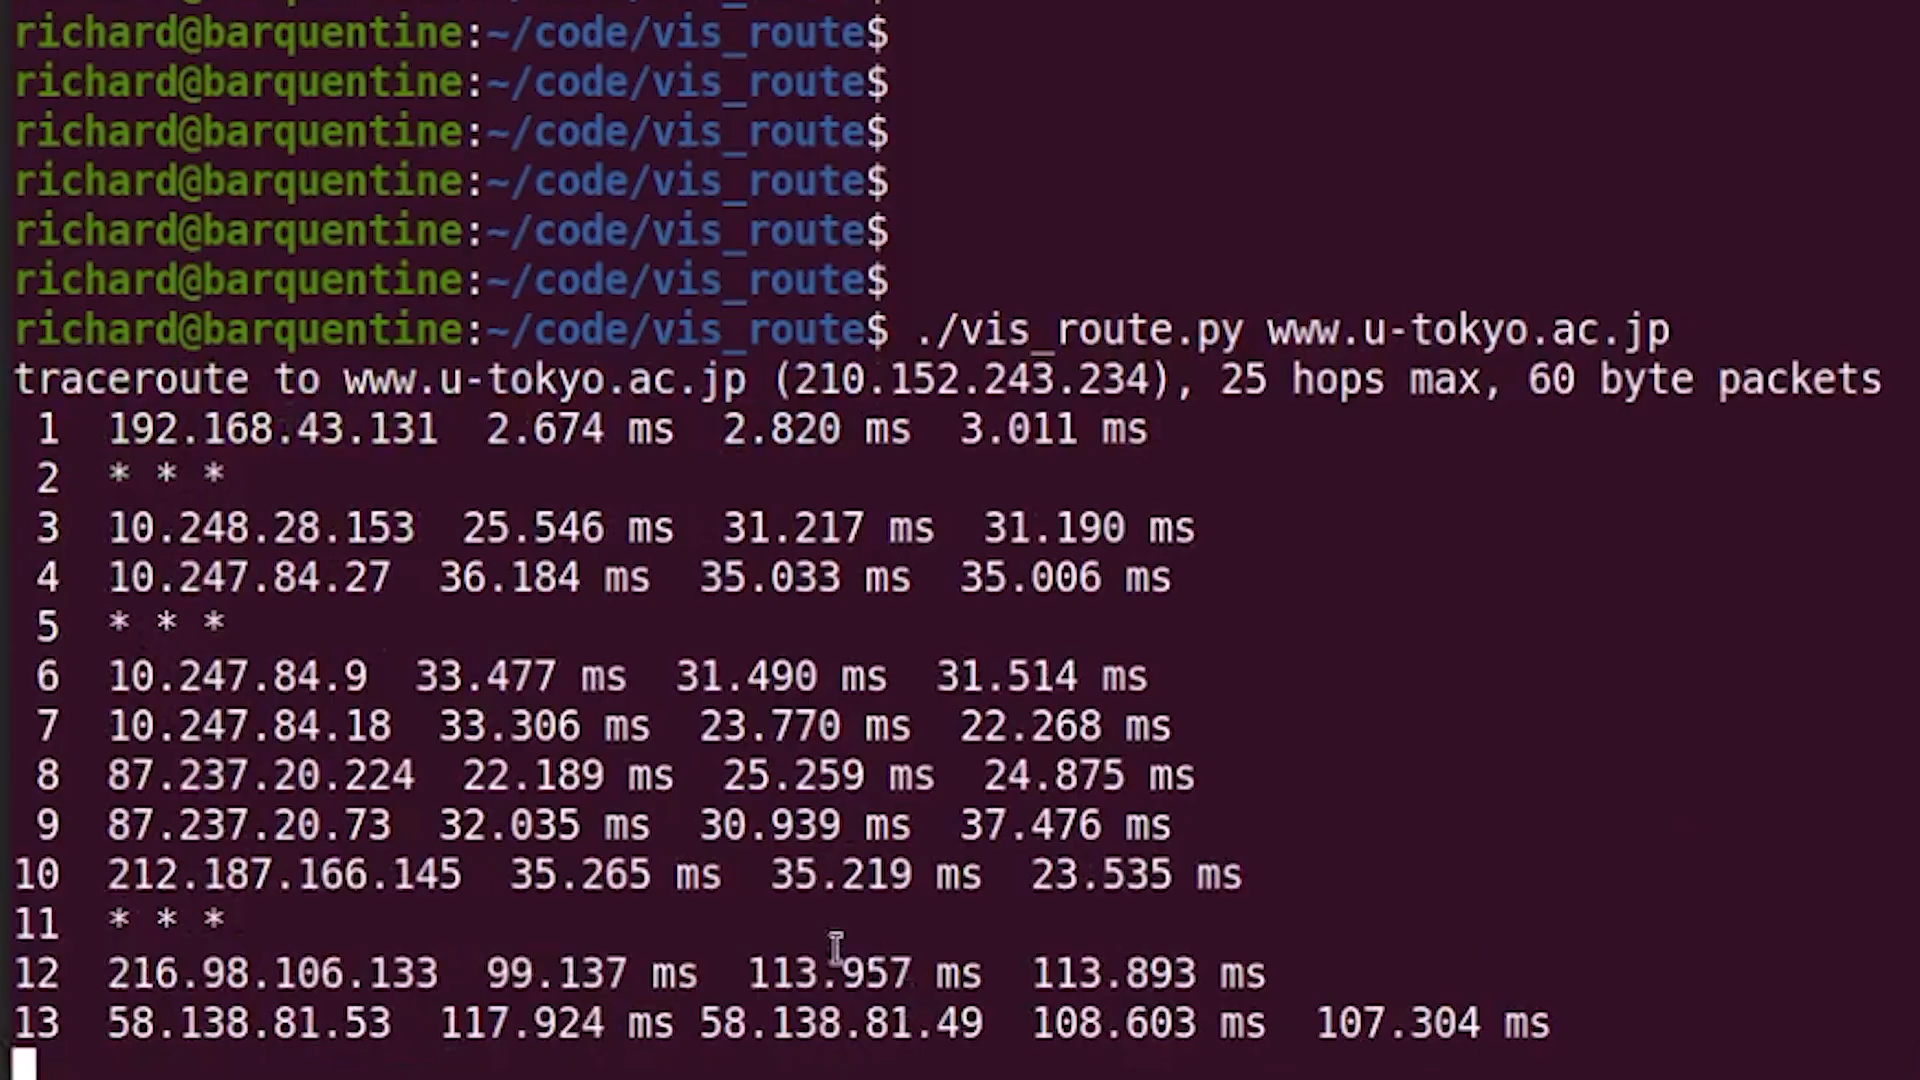 richard@barquentine:~/code/vis_route$
richard@barquentine:~/code/vis_route$
richard@barquentine:~/code/vis_route$
richard@barquentine:~/code/vis_route$
richard@barquentine:~/code/vis_route$
richard@barquentine:~/code/vis_route$
richard@barquentine:~/code/vis_route$ ./vis_route.py www.u-tokyo.ac.jp
traceroute to www.u-tokyo.ac.jp (210.152.243.234), 25 hops max, 60 byte packets
 1  192.168.43.131  2.674 ms  2.820 ms  3.011 ms
 2  * * *
 3  10.248.28.153  25.546 ms  31.217 ms  31.190 ms
 4  10.247.84.27  36.184 ms  35.033 ms  35.006 ms
 5  * * *
 6  10.247.84.9  33.477 ms  31.490 ms  31.514 ms
 7  10.247.84.18  33.306 ms  23.770 ms  22.268 ms
 8  87.237.20.224  22.189 ms  25.259 ms  24.875 ms
 9  87.237.20.73  32.035 ms  30.939 ms  37.476 ms
10  212.187.166.145  35.265 ms  35.219 ms  23.535 ms
11  * * *
12  216.98.106.133  99.137 ms  113.957 ms  113.893 ms
13  58.138.81.53  117.924 ms 58.138.81.49  108.603 ms  107.304 ms